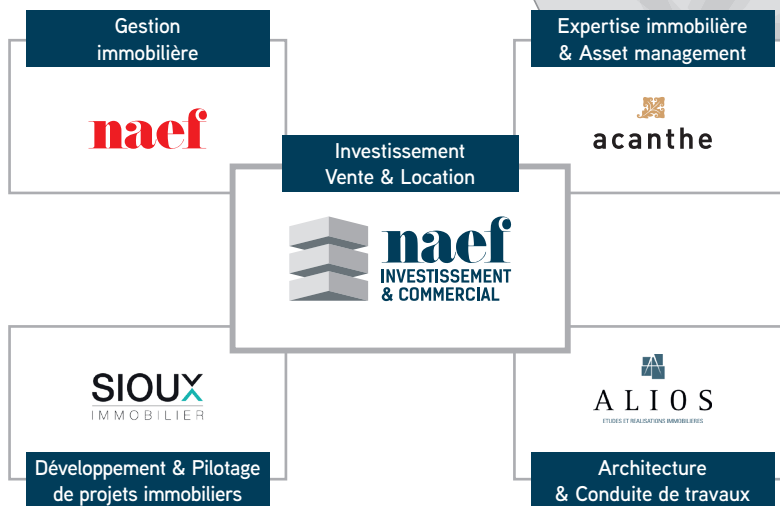 Gestion
immobilière
naef
Expertise immobilière
& Asset management
acanthe
Investissement
Vente & Location
naef
INVESTISSEMENT
& COMMERCIAL
SIOUX
IMMOBILIER
Développement & Pilotage
de projets immobiliers
ALIOS
ETUDES ET REALISATIONS IMMOBILIERES
Architecture
& Conduite de travaux